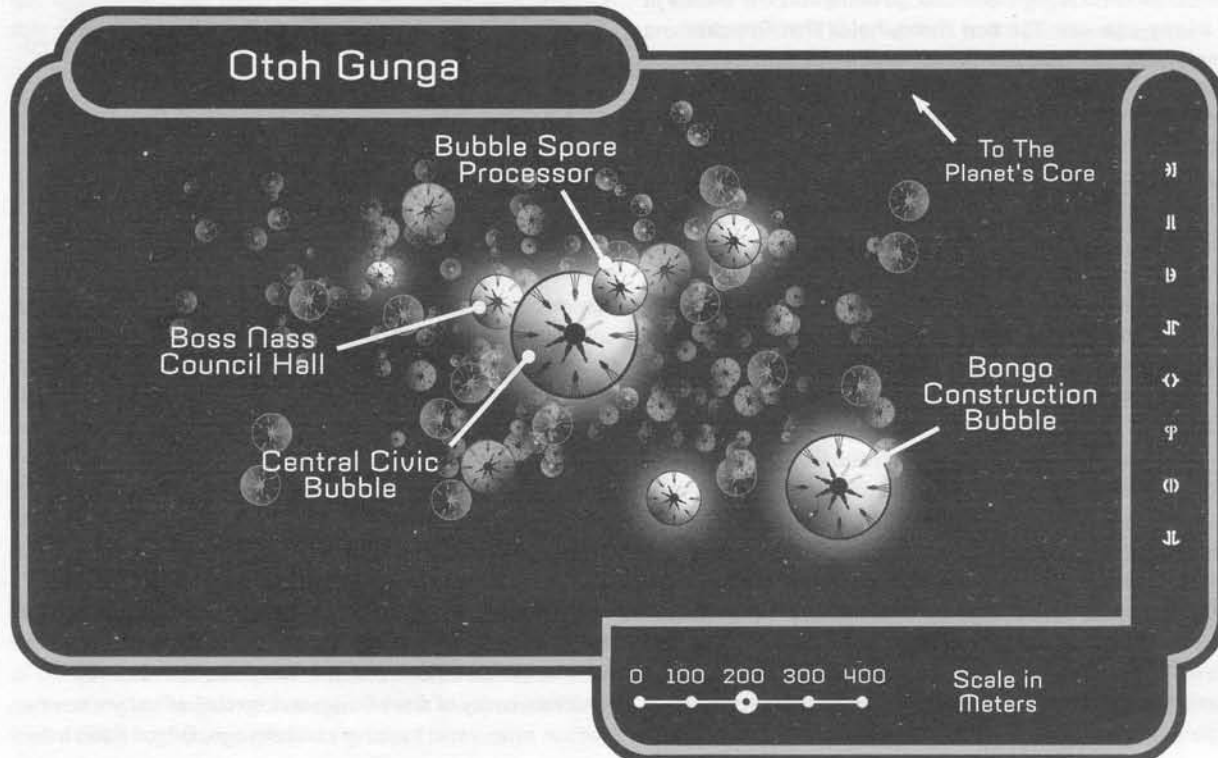 Otoh Gunga
Bubble Spore
Processor
To The
Planet's Core
Boss Nass
Council Hall
Bongo
Construction
Bubble
Central Civic
Bubble
0 100 200 300 400
Scale in
Meters